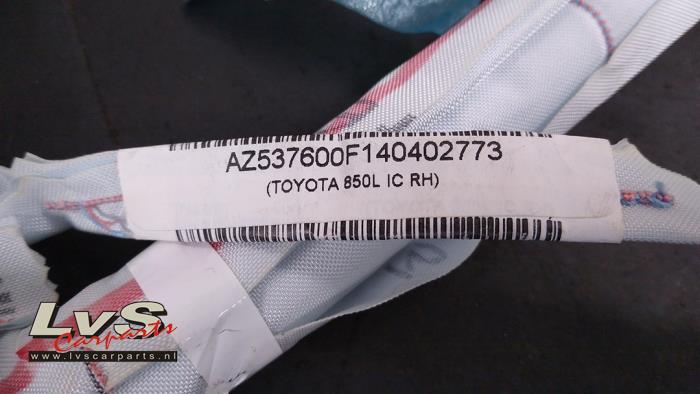 AZ537600F140402773
(TOYOTA 850L IC RH)
LvS
Carparts
www.lvscarparts.nl